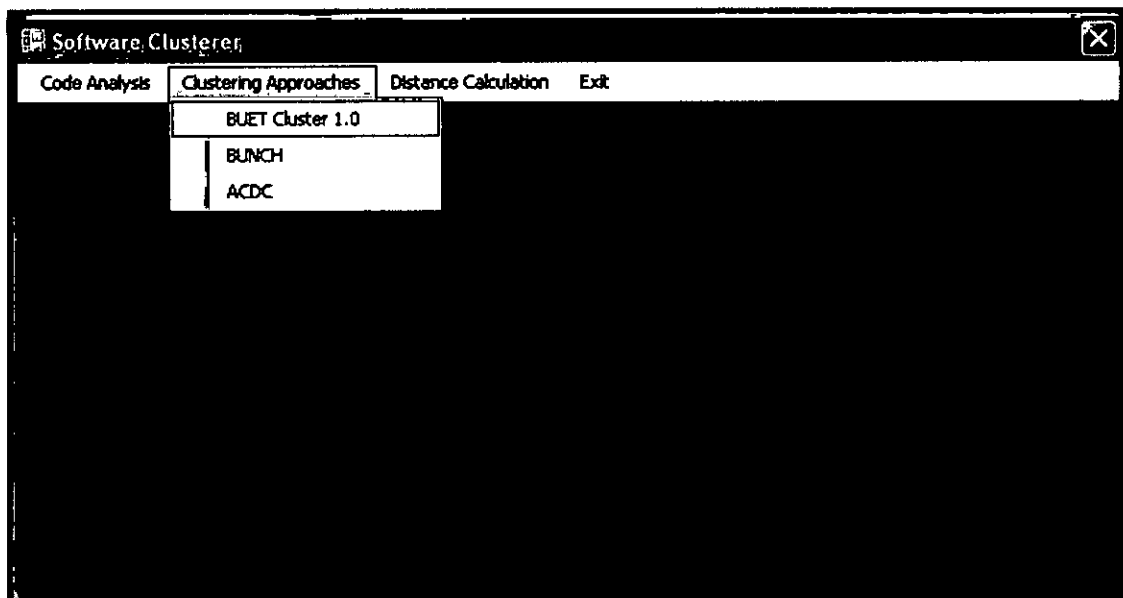 Software Clusterer
Code Analysis Clustering Approaches Distance Calculation Exit
BUET Cluster 1.0
BUNCH
ACDC